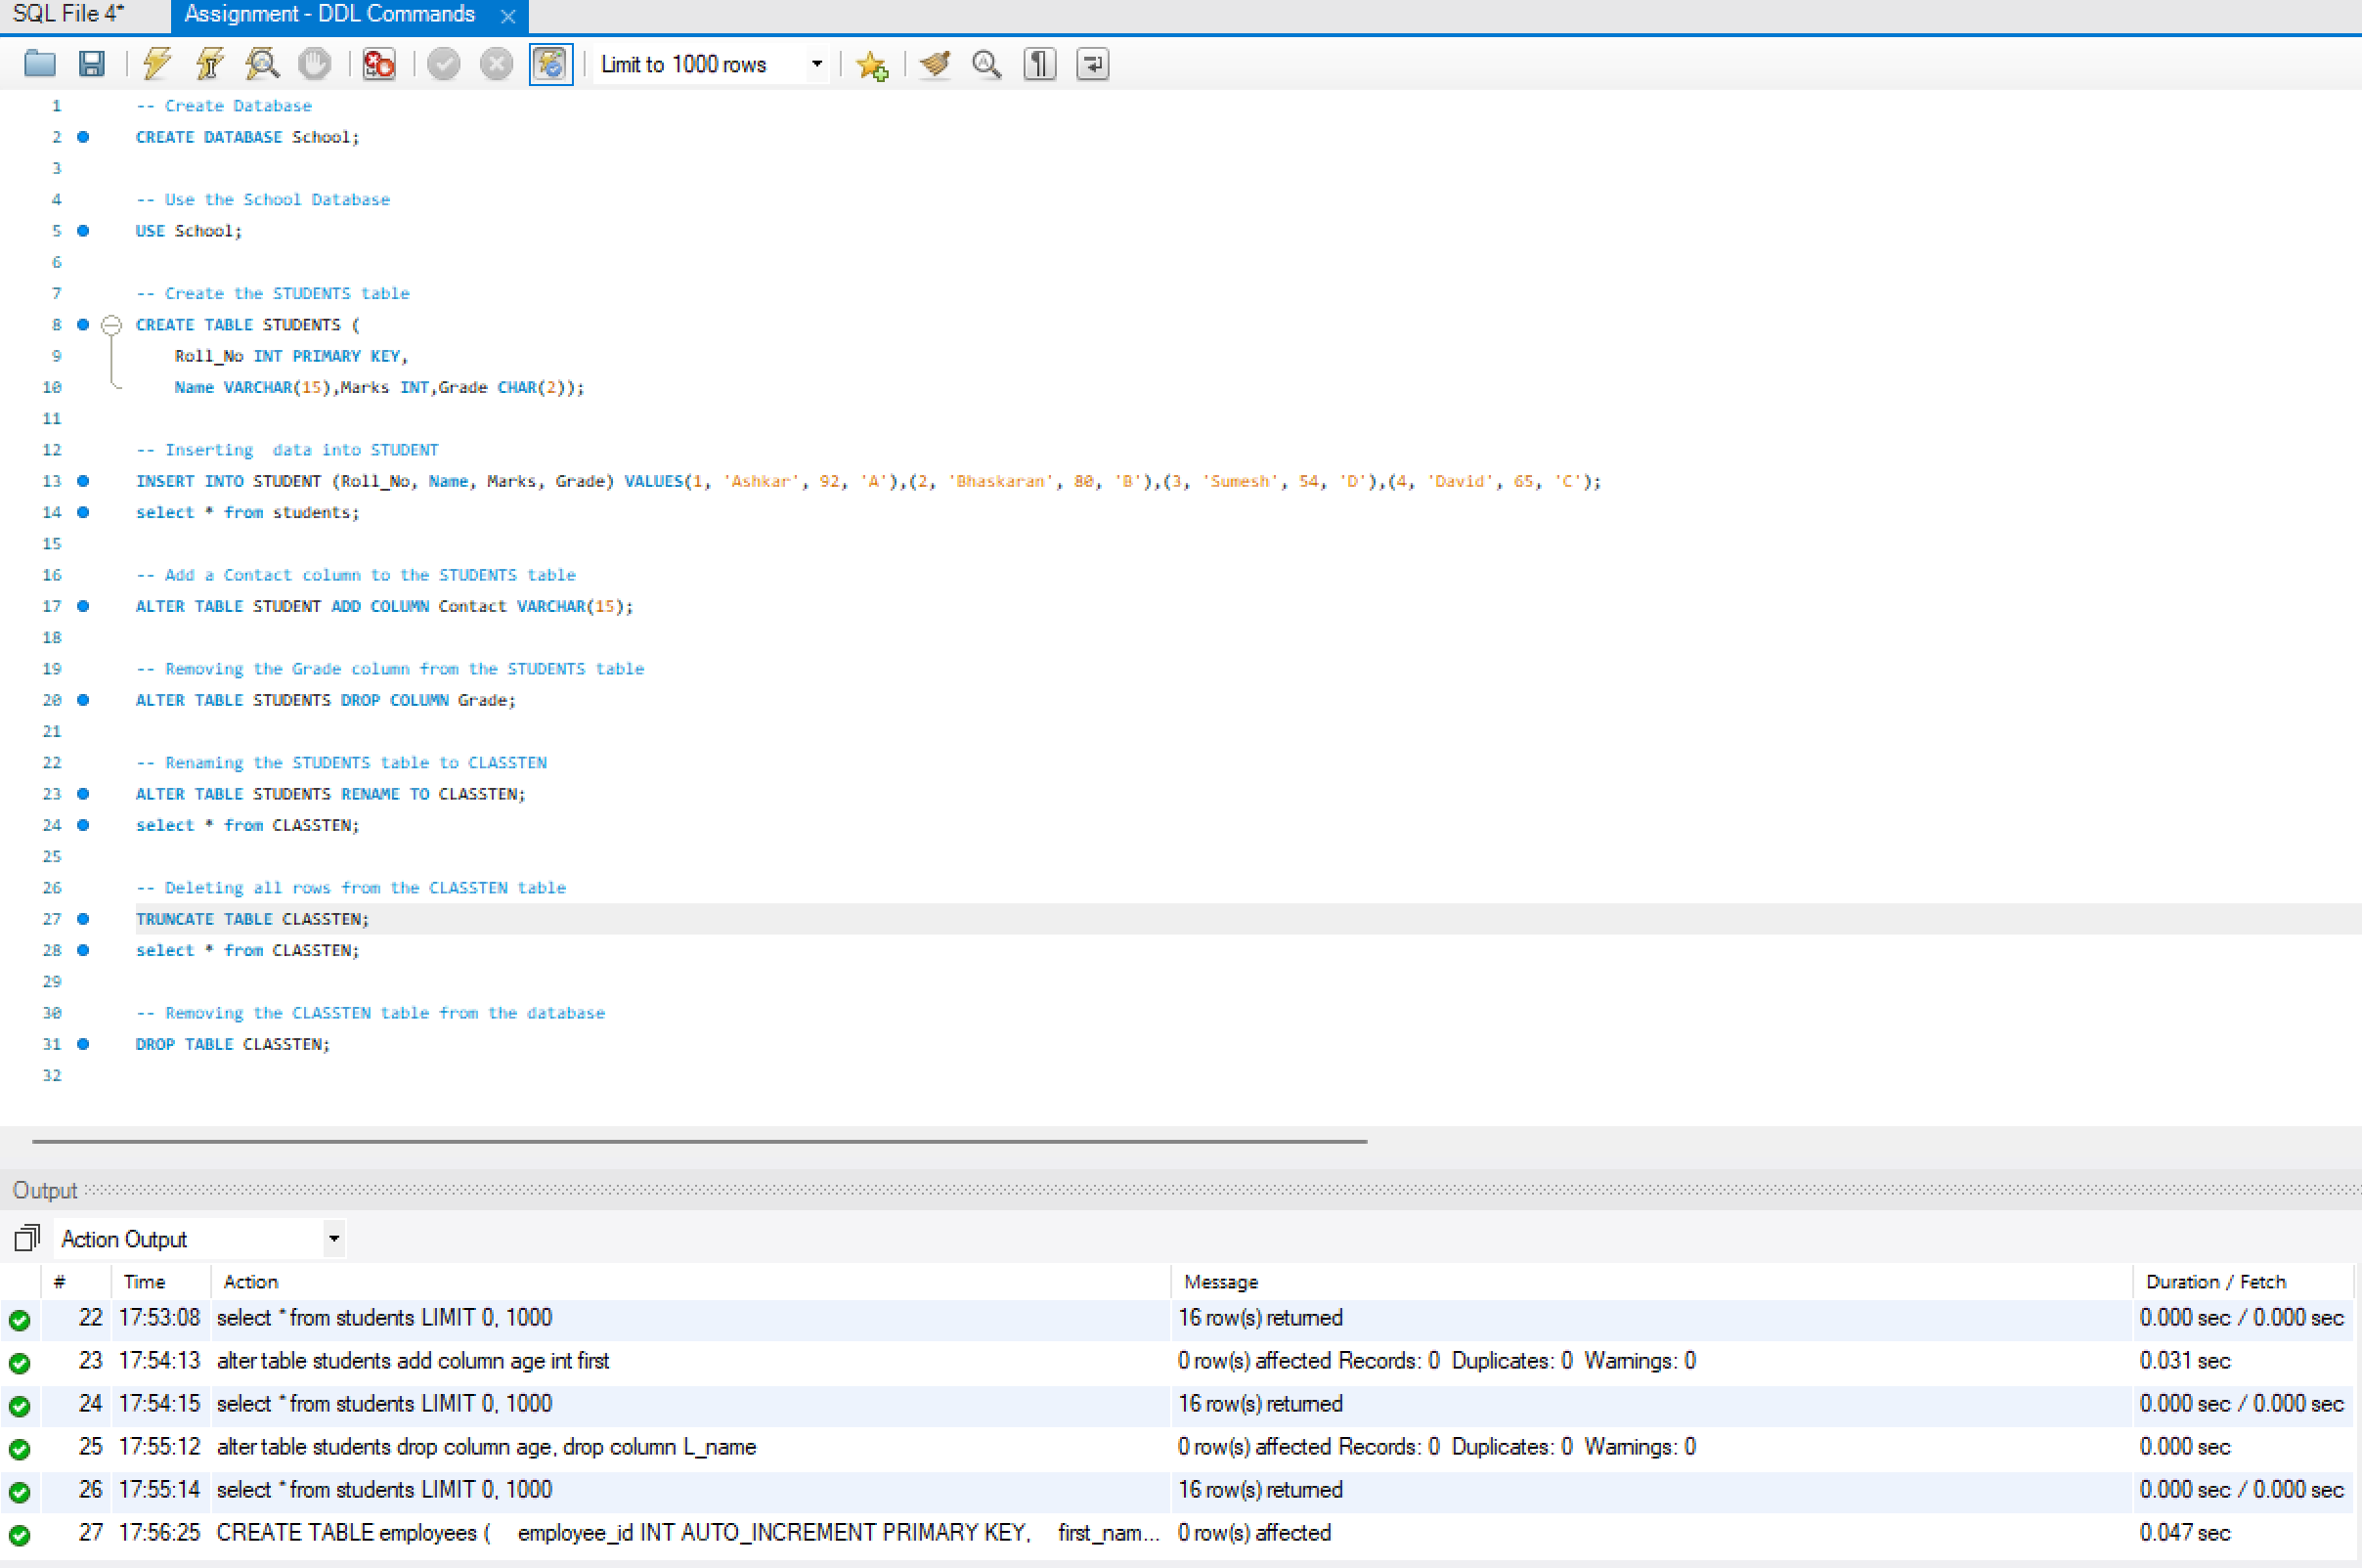 SQL File 4* Assignment - DDL Commands
Limit to 1000 rows
1 -- Create Database
2 CREATE DATABASE School;
3
4 -- Use the School Database
5 USE School;
6
7 -- Create the STUDENTS table
8 CREATE TABLE STUDENTS (
9 Roll_No INT PRIMARY KEY,
10 Name VARCHAR(15),Marks INT,Grade CHAR(2));
11
12 -- Inserting  data into STUDENT
13 INSERT INTO STUDENT (Roll_No, Name, Marks, Grade) VALUES(1, 'Ashkar', 92, 'A'),(2, 'Bhaskaran', 80, 'B'),(3, 'Sumesh', 54, 'D'),(4, 'David', 65, 'C');
14 select * from students;
15
16 -- Add a Contact column to the STUDENTS table
17 ALTER TABLE STUDENT ADD COLUMN Contact VARCHAR(15);
18
19 -- Removing the Grade column from the STUDENTS table
20 ALTER TABLE STUDENTS DROP COLUMN Grade;
21
22 -- Renaming the STUDENTS table to CLASSTEN
23 ALTER TABLE STUDENTS RENAME TO CLASSTEN;
24 select * from CLASSTEN;
25
26 -- Deleting all rows from the CLASSTEN table
27 TRUNCATE TABLE CLASSTEN;
28 select * from CLASSTEN;
29
30 -- Removing the CLASSTEN table from the database
31 DROP TABLE CLASSTEN;
32
Output
Action Output
# Time Action Message Duration / Fetch
22 17:53:08 select * from students LIMIT 0, 1000 16 row(s) returned 0.000 sec / 0.000 sec
23 17:54:13 alter table students add column age int first 0 row(s) affected Records: 0  Duplicates: 0  Warnings: 0 0.031 sec
24 17:54:15 select * from students LIMIT 0, 1000 16 row(s) returned 0.000 sec / 0.000 sec
25 17:55:12 alter table students drop column age, drop column L_name 0 row(s) affected Records: 0  Duplicates: 0  Warnings: 0 0.000 sec
26 17:55:14 select * from students LIMIT 0, 1000 16 row(s) returned 0.000 sec / 0.000 sec
27 17:56:25 CREATE TABLE employees ( employee_id INT AUTO_INCREMENT PRIMARY KEY, first_nam... 0 row(s) affected 0.047 sec